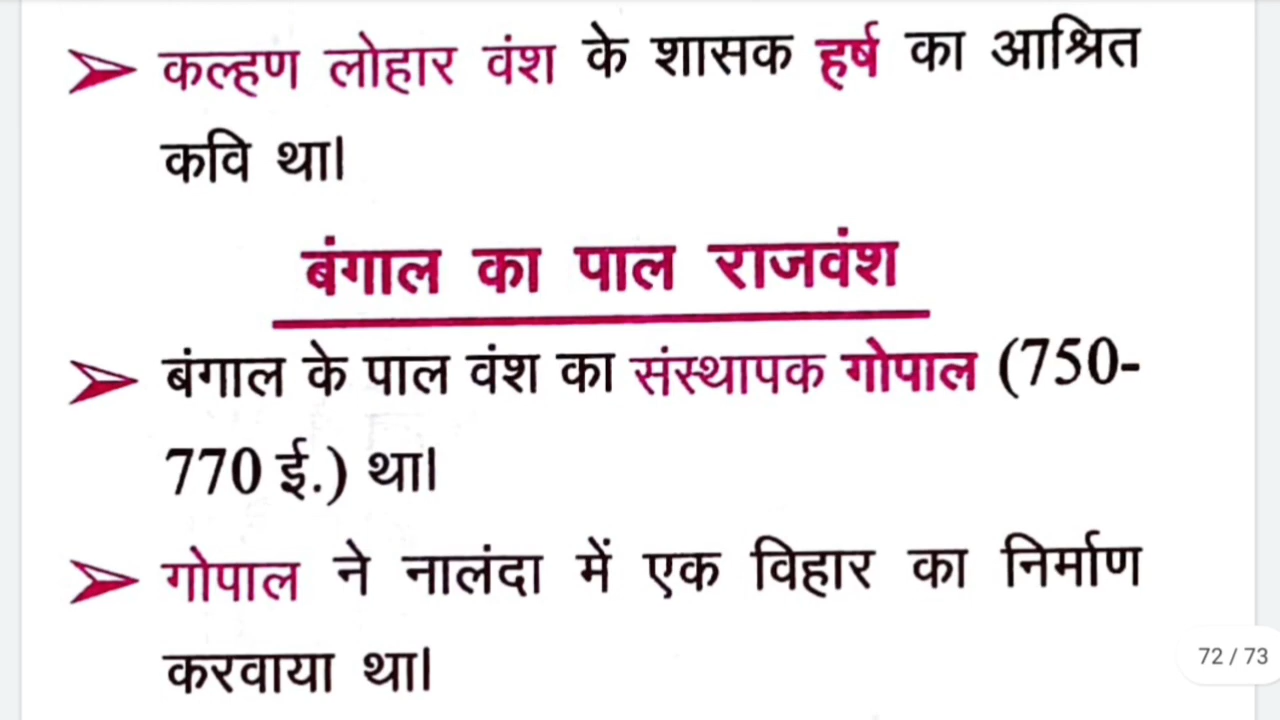 कल्हण लोहार वंश के शासक हर्ष का आश्रित
कवि था।
बंगाल का पाल राजवंश
बंगाल के पाल वंश का संस्थापक गोपाल (750-
770 ई.) था।
गोपाल ने नालंदा में एक विहार का निर्माण
करवाया था।
72 / 73